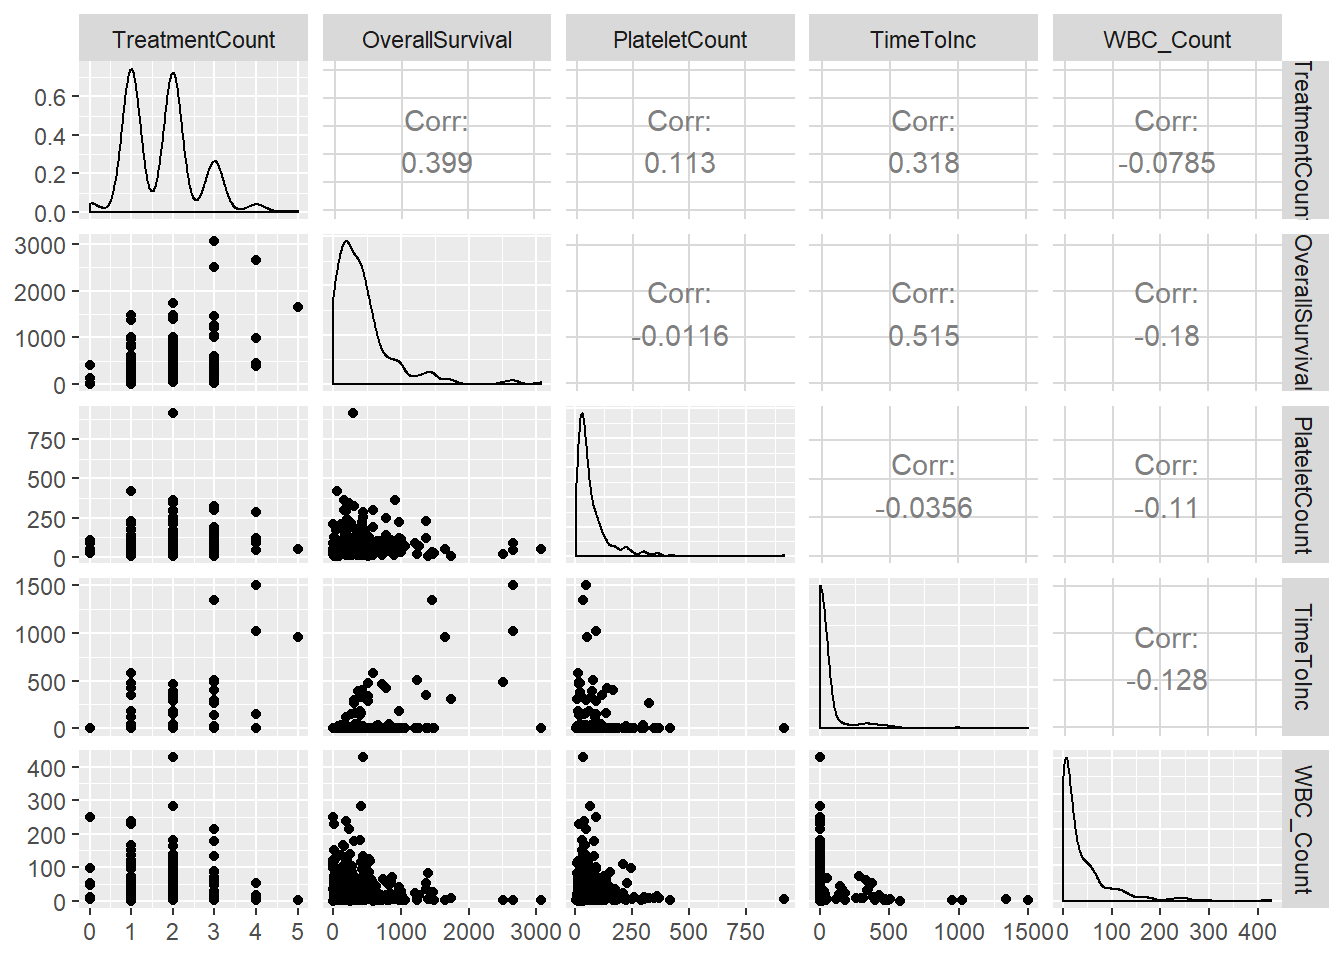 TreatmentCount OverallSurvival PlateletCount TimeToInc WBC_Count
0.6
0.4
0.2
0.0
Corr:
0.399
Corr:
0.113
Corr:
0.318
Corr:
-0.0785
TreatmentCount
3000
2000
1000
0
Corr:
-0.0116
Corr:
0.515
Corr:
-0.18
OverallSurvival
750
500
250
0
Corr:
-0.0356
Corr:
-0.11
PlateletCount
1500
1000
500
0
Corr:
-0.128
TimeToInc
400
300
200
100
0
WBC_Count
0 1 2 3 4 5
0 1000 2000 3000
0 250 500 750
0 500 1000 1500
0 100 200 300 400